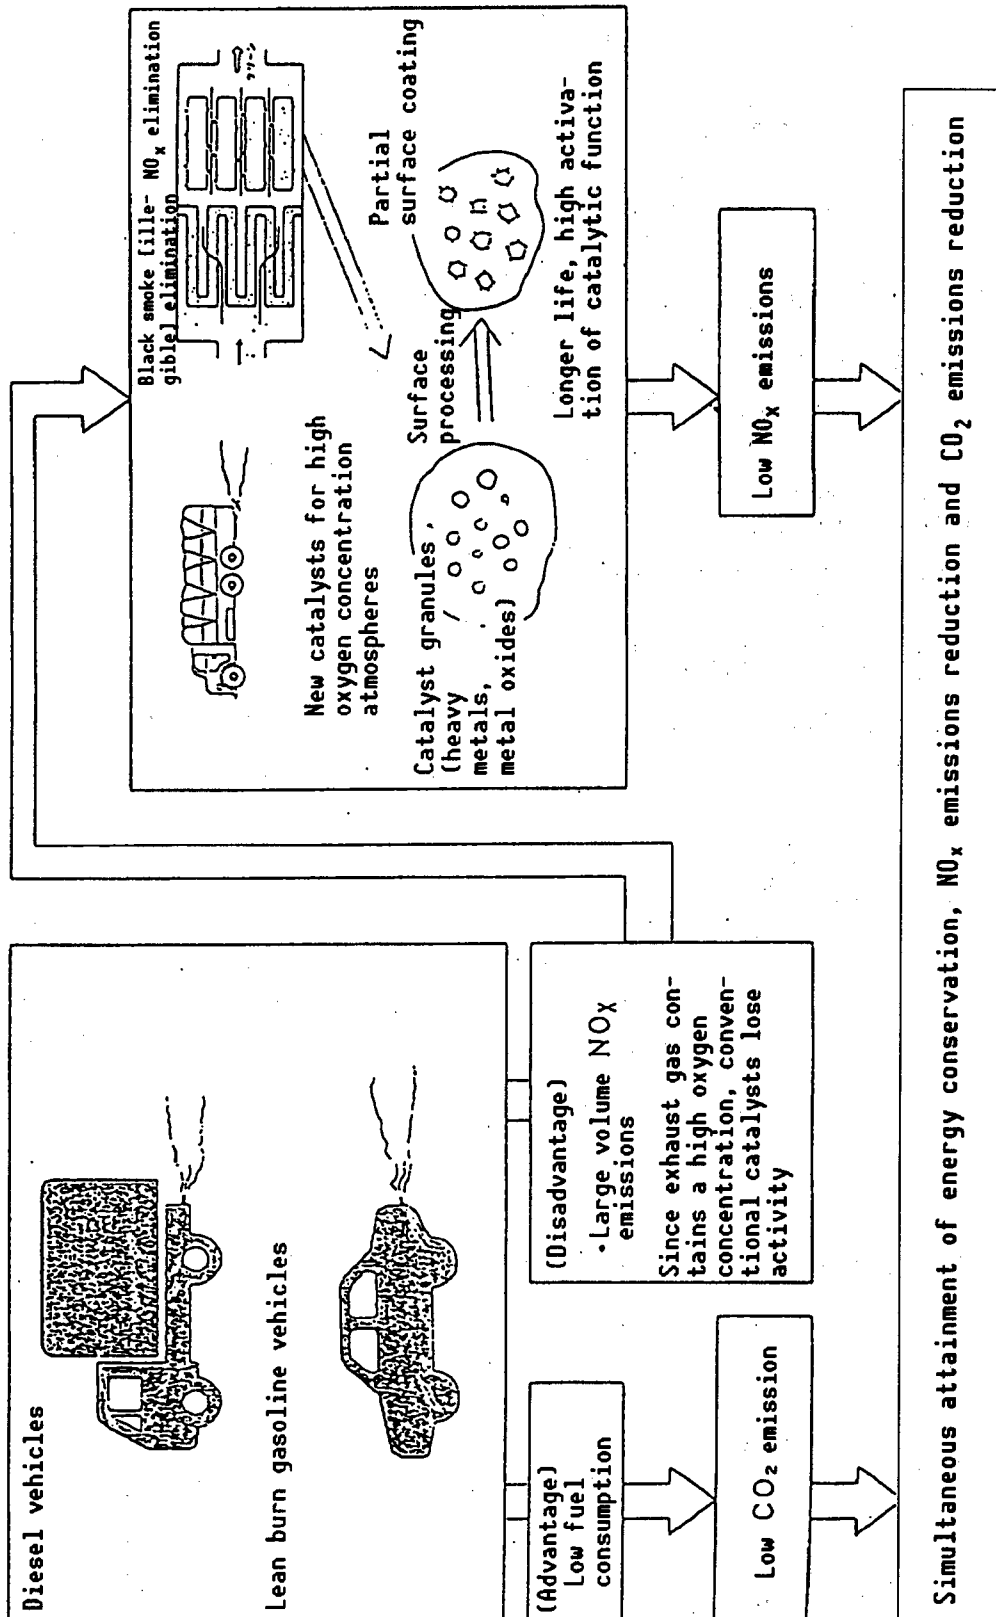 Diesel vehicles
Lean burn gasoline vehicles
(Advantage)
Low fuel
consumption
Low CO₂ emission
(Disadvantage)
・Large volume NOX
emissions
Since exhaust gas con-
tains a high oxygen
concentration, conven-
tional catalysts lose
activity
Black smoke [ille-
gible] elimination
NOx elimination
クリーン
New catalysts for high
oxygen concentration
atmospheres
Catalyst granules
(heavy
metals,
metal oxides)
Surface
processing
Partial
surface coating
Longer life, high activa-
tion of catalytic function
Low NOX emissions
Simultaneous attainment of energy conservation, NOx emissions reduction and CO₂ emissions reduction